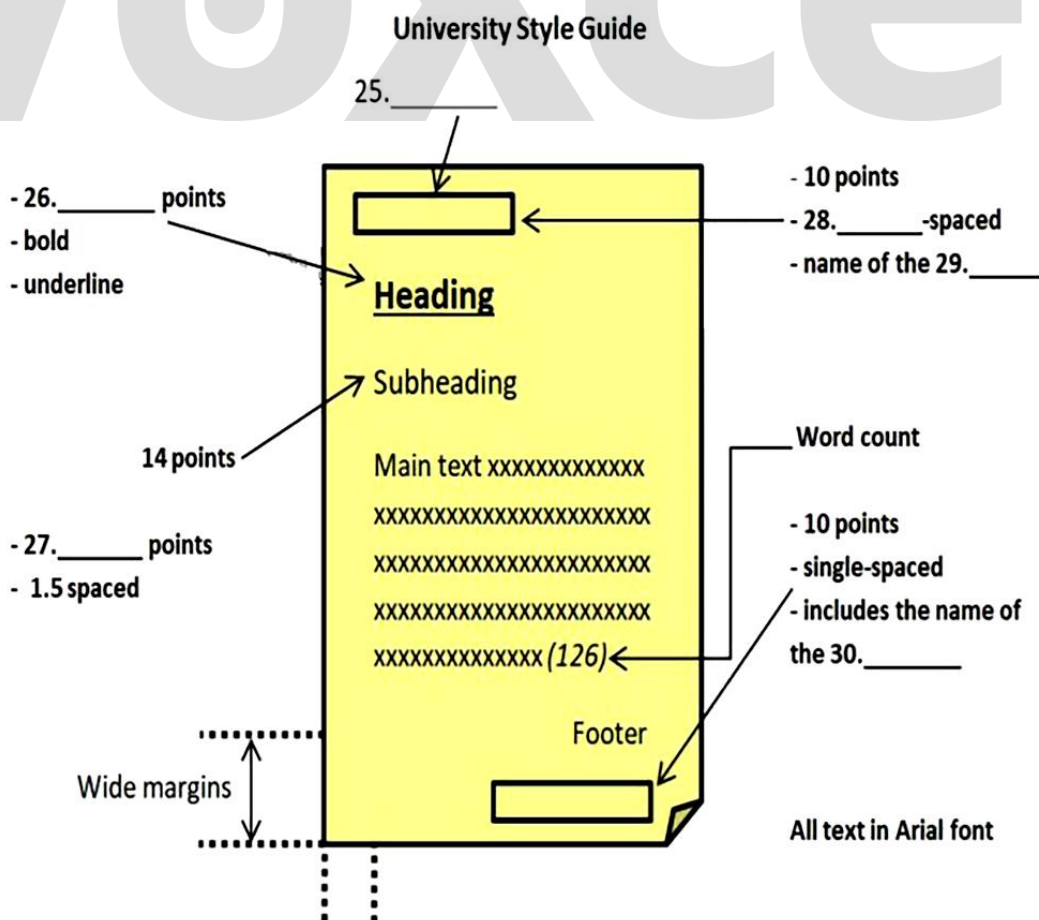 University Style Guide
25.________
- 26.________ points
- bold
- underline
- 10 points
- 28.________-spaced
- name of the 29.______
Heading
Subheading
14 points
Word count
Main text xxxxxxxxxxxxx
xxxxxxxxxxxxxxxxxxxxxxx
xxxxxxxxxxxxxxxxxxxxxxx
xxxxxxxxxxxxxxxxxxxxxxx
xxxxxxxxxxxxxx (126)
- 27.________ points
- 1.5 spaced
- 10 points
- single-spaced
- includes the name of
the 30.________
Footer
Wide margins
All text in Arial font